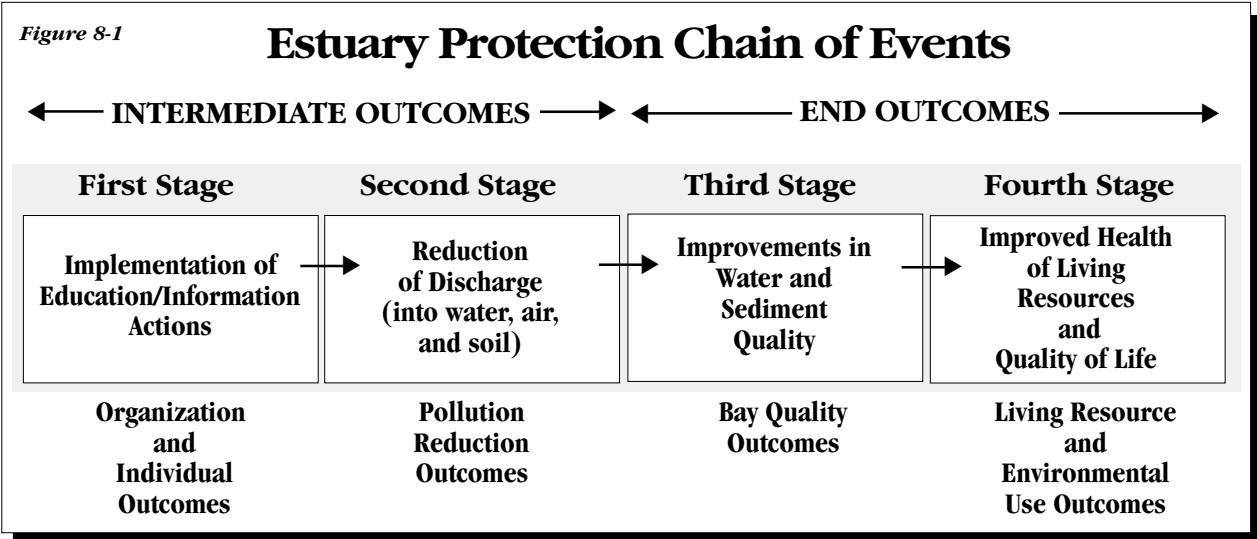 Figure 8-1
Estuary Protection Chain of Events
INTERMEDIATE OUTCOMES
END OUTCOMES
First Stage
Second Stage
Third Stage
Fourth Stage
Implementation of
Education/Information
Actions
Reduction
of Discharge
(into water, air,
and soil)
Improvements in
Water and
Sediment
Quality
Improved Health
of Living
Resources
and
Quality of Life
Organization
and
Individual
Outcomes
Pollution
Reduction
Outcomes
Bay Quality
Outcomes
Living Resource
and
Environmental
Use Outcomes